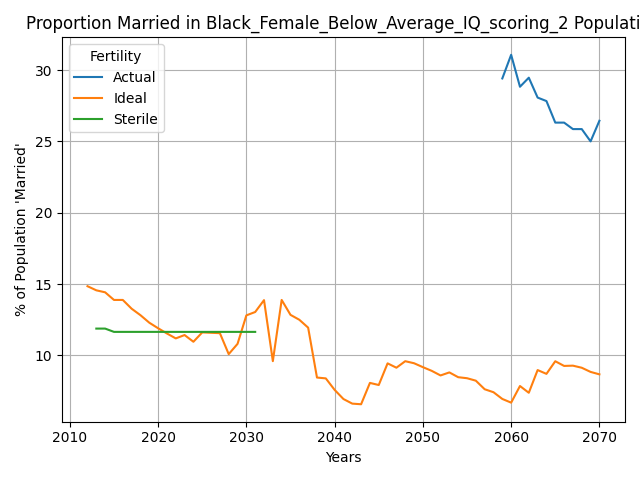 Proportion Married in Black_Female_Below_Average_IQ_scoring_2 Populati
Fertility
Actual
Ideal
Sterile
% of Population 'Married'
30
25
20
15
10
2010 2020 2030 2040 2050 2060 2070
Years